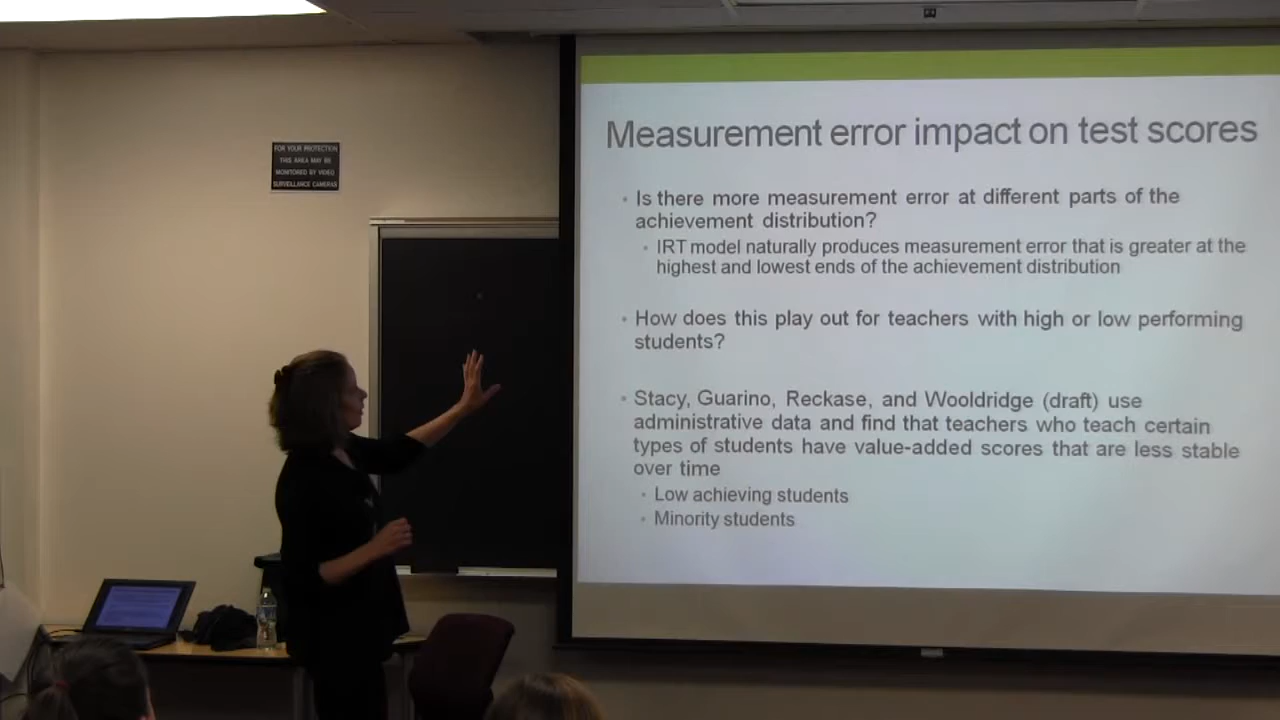 FOR YOUR PROTECTION
THIS AREA MAY BE
MONITORED BY VIDEO
SURVEILLANCE CAMERAS
Measurement error impact on test scores
• Is there more measurement error at different parts of the
achievement distribution?
• IRT model naturally produces measurement error that is greater at the
highest and lowest ends of the achievement distribution
• How does this play out for teachers with high or low performing
students?
• Stacy, Guarino, Reckase, and Wooldridge (draft) use
administrative data and find that teachers who teach certain
types of students have value-added scores that are less stable
over time
• Low achieving students
• Minority students